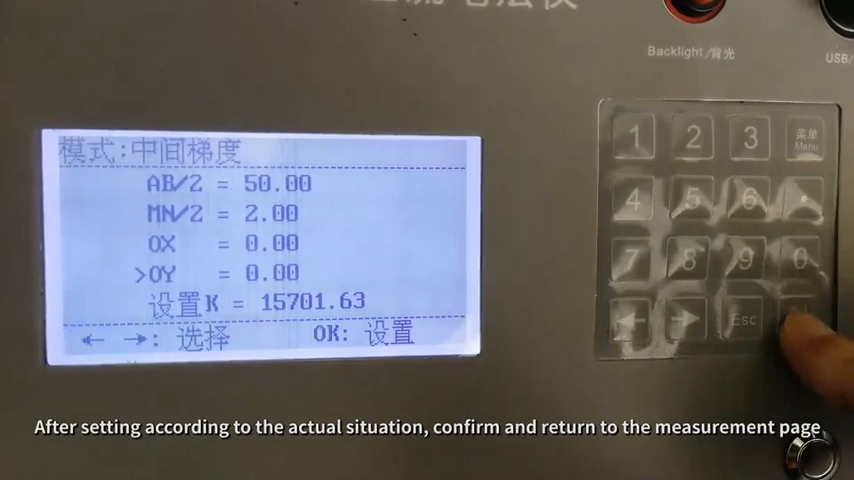 Backlight /背光
USB/
模式:中间梯度
AB/2 = 50.00
MN/2 = 2.00
OX = 0.00
>OY = 0.00
设置K = 15701.63
← →: 选择 OK: 设置
1 2 3 菜单 Menu
4 5 6 .
7 8 9 0
← → Esc
After setting according to the actual situation, confirm and return to the measurement page